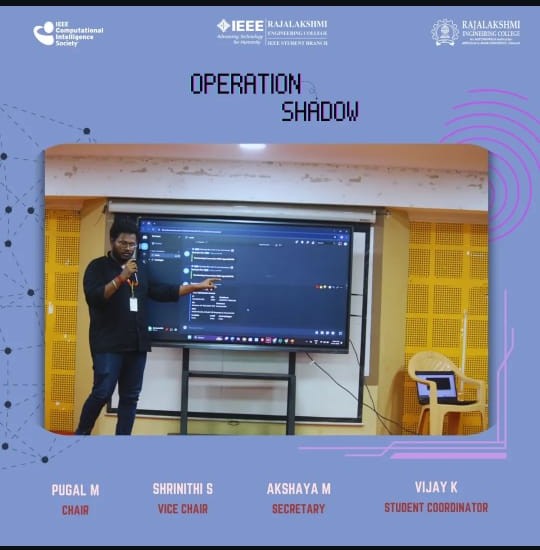 IEEE
Computational
Intelligence
Society
IEEE
Advancing Technology
for Humanity
RAJALAKSHMI
ENGINEERING COLLEGE
IEEE STUDENT BRANCH
RAJALAKSHMI
ENGINEERING COLLEGE
OPERATION
SHADOW
PUGAL M
CHAIR
SHRINITHI S
VICE CHAIR
AKSHAYA M
SECRETARY
VIJAY K
STUDENT COORDINATOR